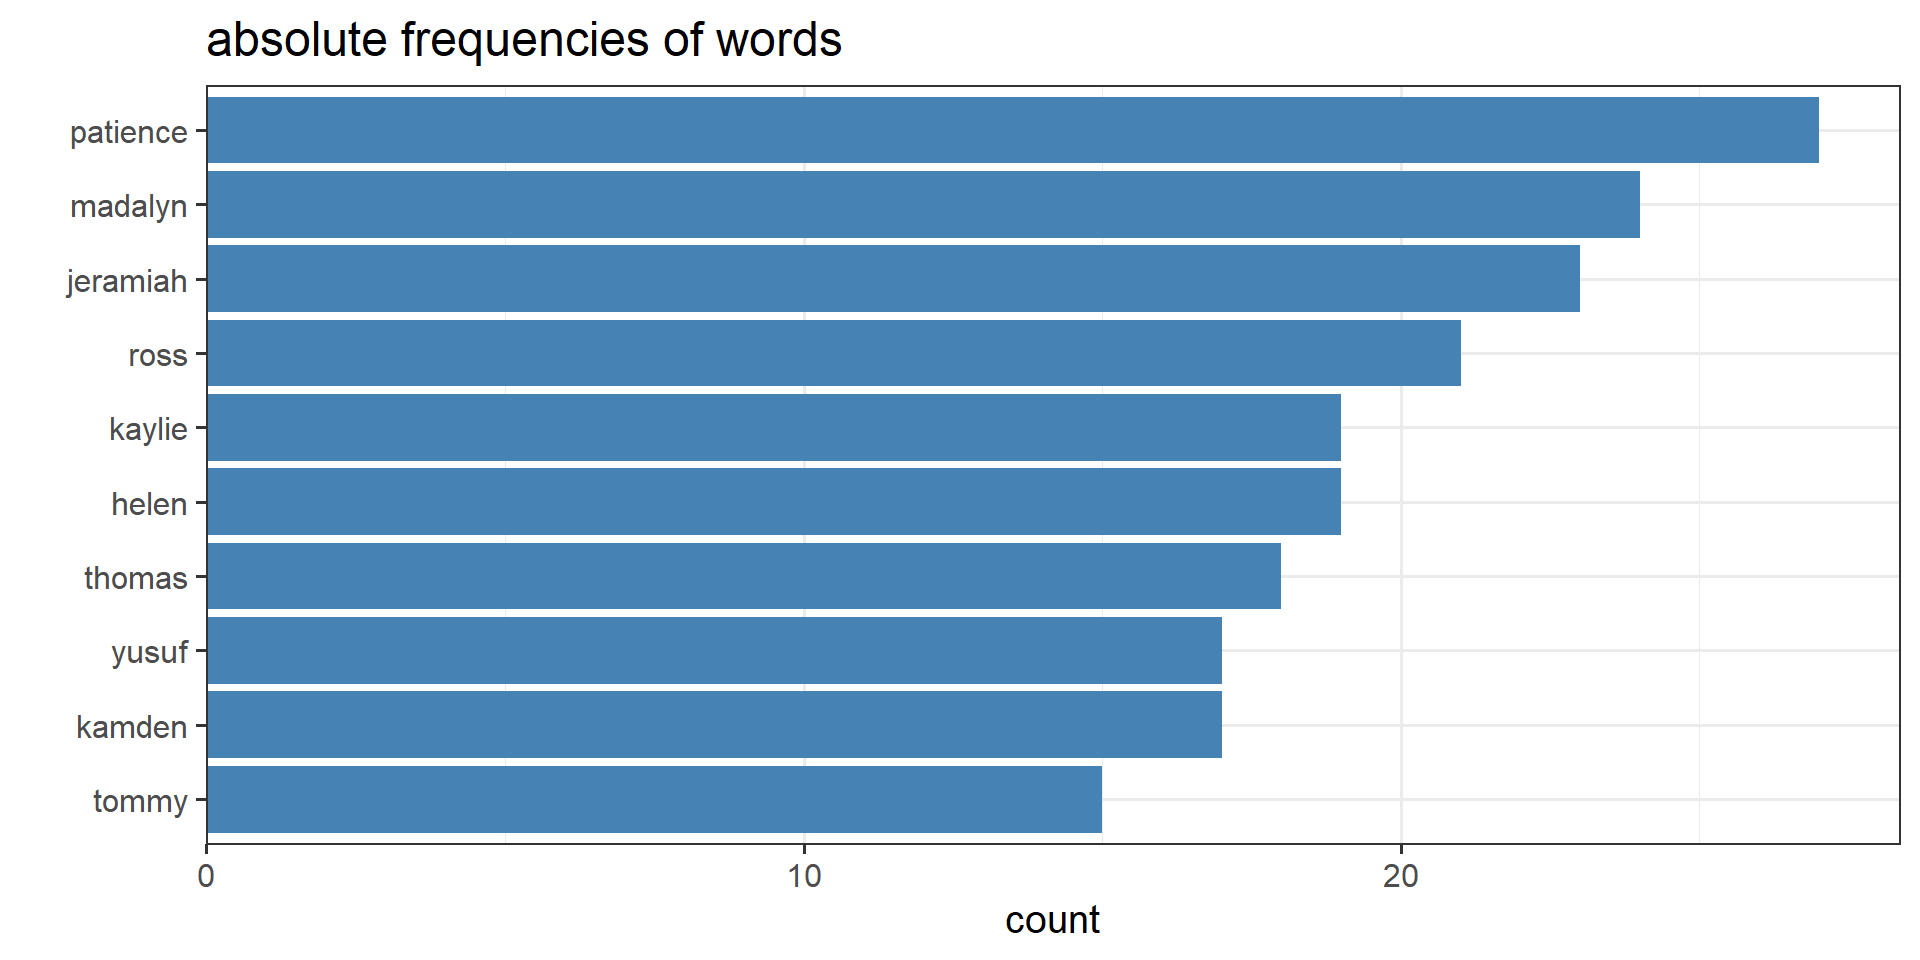 absolute frequencies of words
patience
madalyn
jeramiah
ross
kaylie
helen
thomas
yusuf
kamden
tommy
0 10 20
count